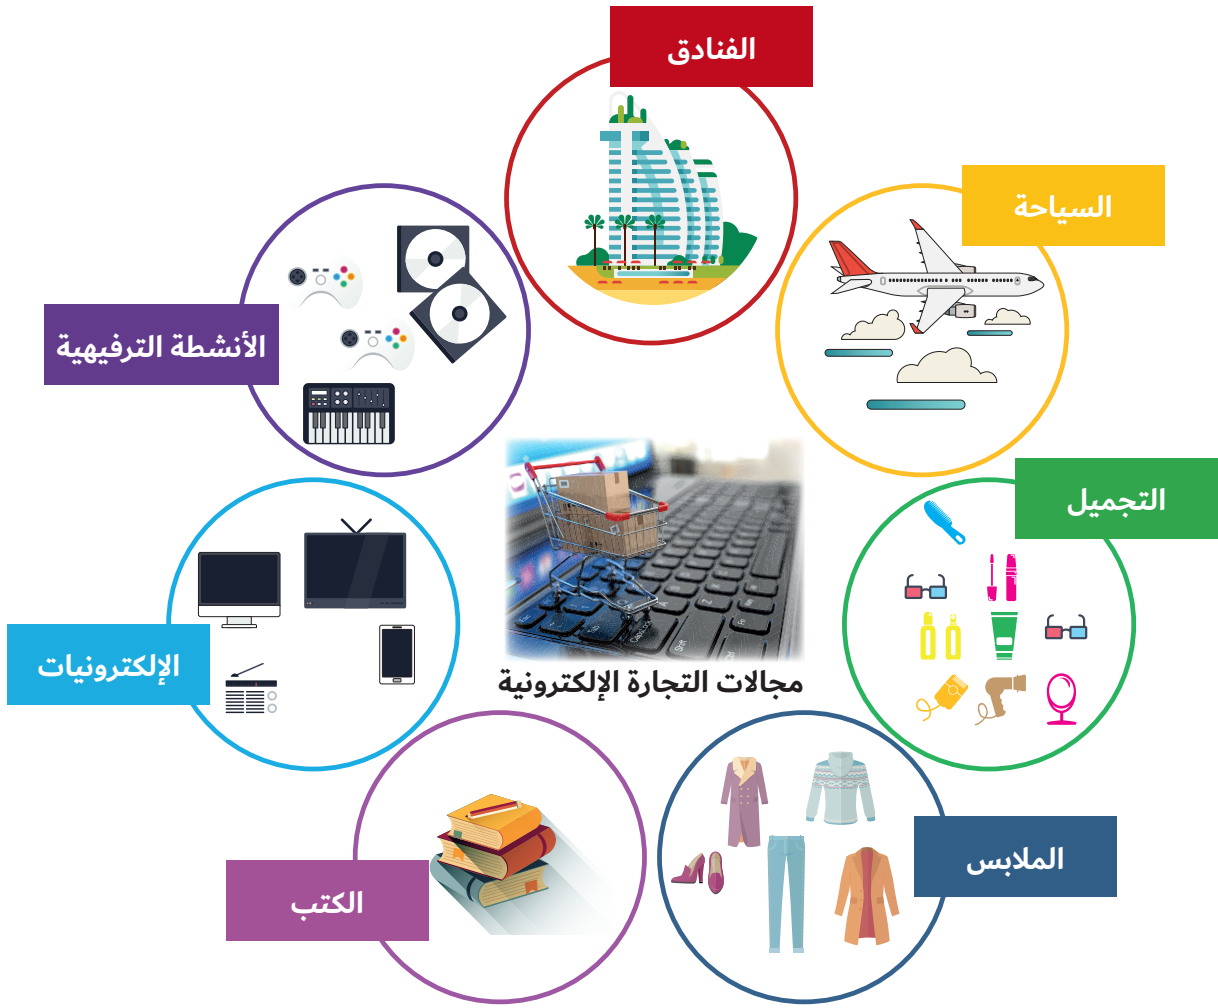 الفنادق
السياحة
الأنشطة الترفيهية
التجميل
الإلكترونيات
مجالات التجارة الإلكترونية
الملابس
الكتب